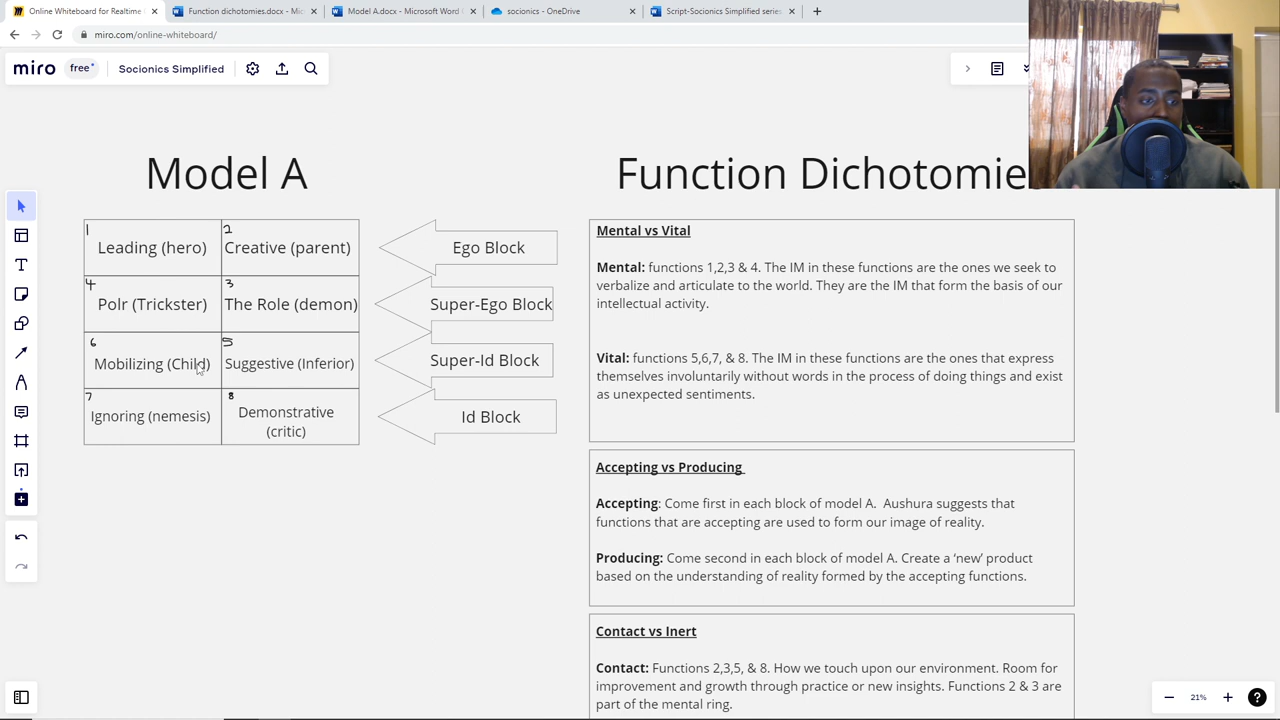 Online Whiteboard for Realtime
Function dichotomies.docx - Mic
Model A.docx - Microsoft Word
socionics - OneDrive
Script-Socionics Simplified series
miro.com/online-whiteboard/
miro
free
Socionics Simplified
Model A
Function Dichotomies
1
Leading (hero)
2
Creative (parent)
Ego Block
4
Polr (Trickster)
3
The Role (demon)
Super-Ego Block
6
Mobilizing (Child)
5
Suggestive (Inferior)
Super-Id Block
7
Ignoring (nemesis)
8
Demonstrative
(critic)
Id Block
Mental vs Vital
Mental: functions 1,2,3 & 4. The IM in these functions are the ones we seek to
verbalize and articulate to the world. They are the IM that form the basis of our
intellectual activity.
Vital: functions 5,6,7, & 8. The IM in these functions are the ones that express
themselves involuntarily without words in the process of doing things and exist
as unexpected sentiments.
Accepting vs Producing
Accepting: Come first in each block of model A. Aushura suggests that
functions that are accepting are used to form our image of reality.
Producing: Come second in each block of model A. Create a ‘new’ product
based on the understanding of reality formed by the accepting functions.
Contact vs Inert
Contact: Functions 2,3,5, & 8. How we touch upon our environment. Room for
improvement and growth through practice or new insights. Functions 2 & 3 are
part of the mental ring.
21%